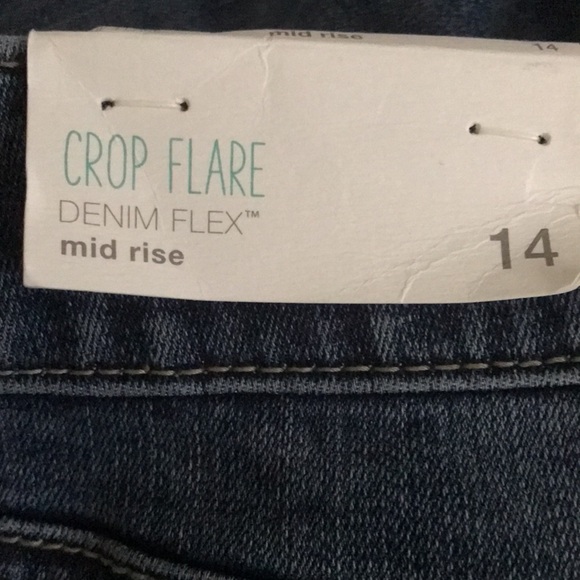 mid rise
14
CROP FLARE
DENIM FLEX™
mid rise
14